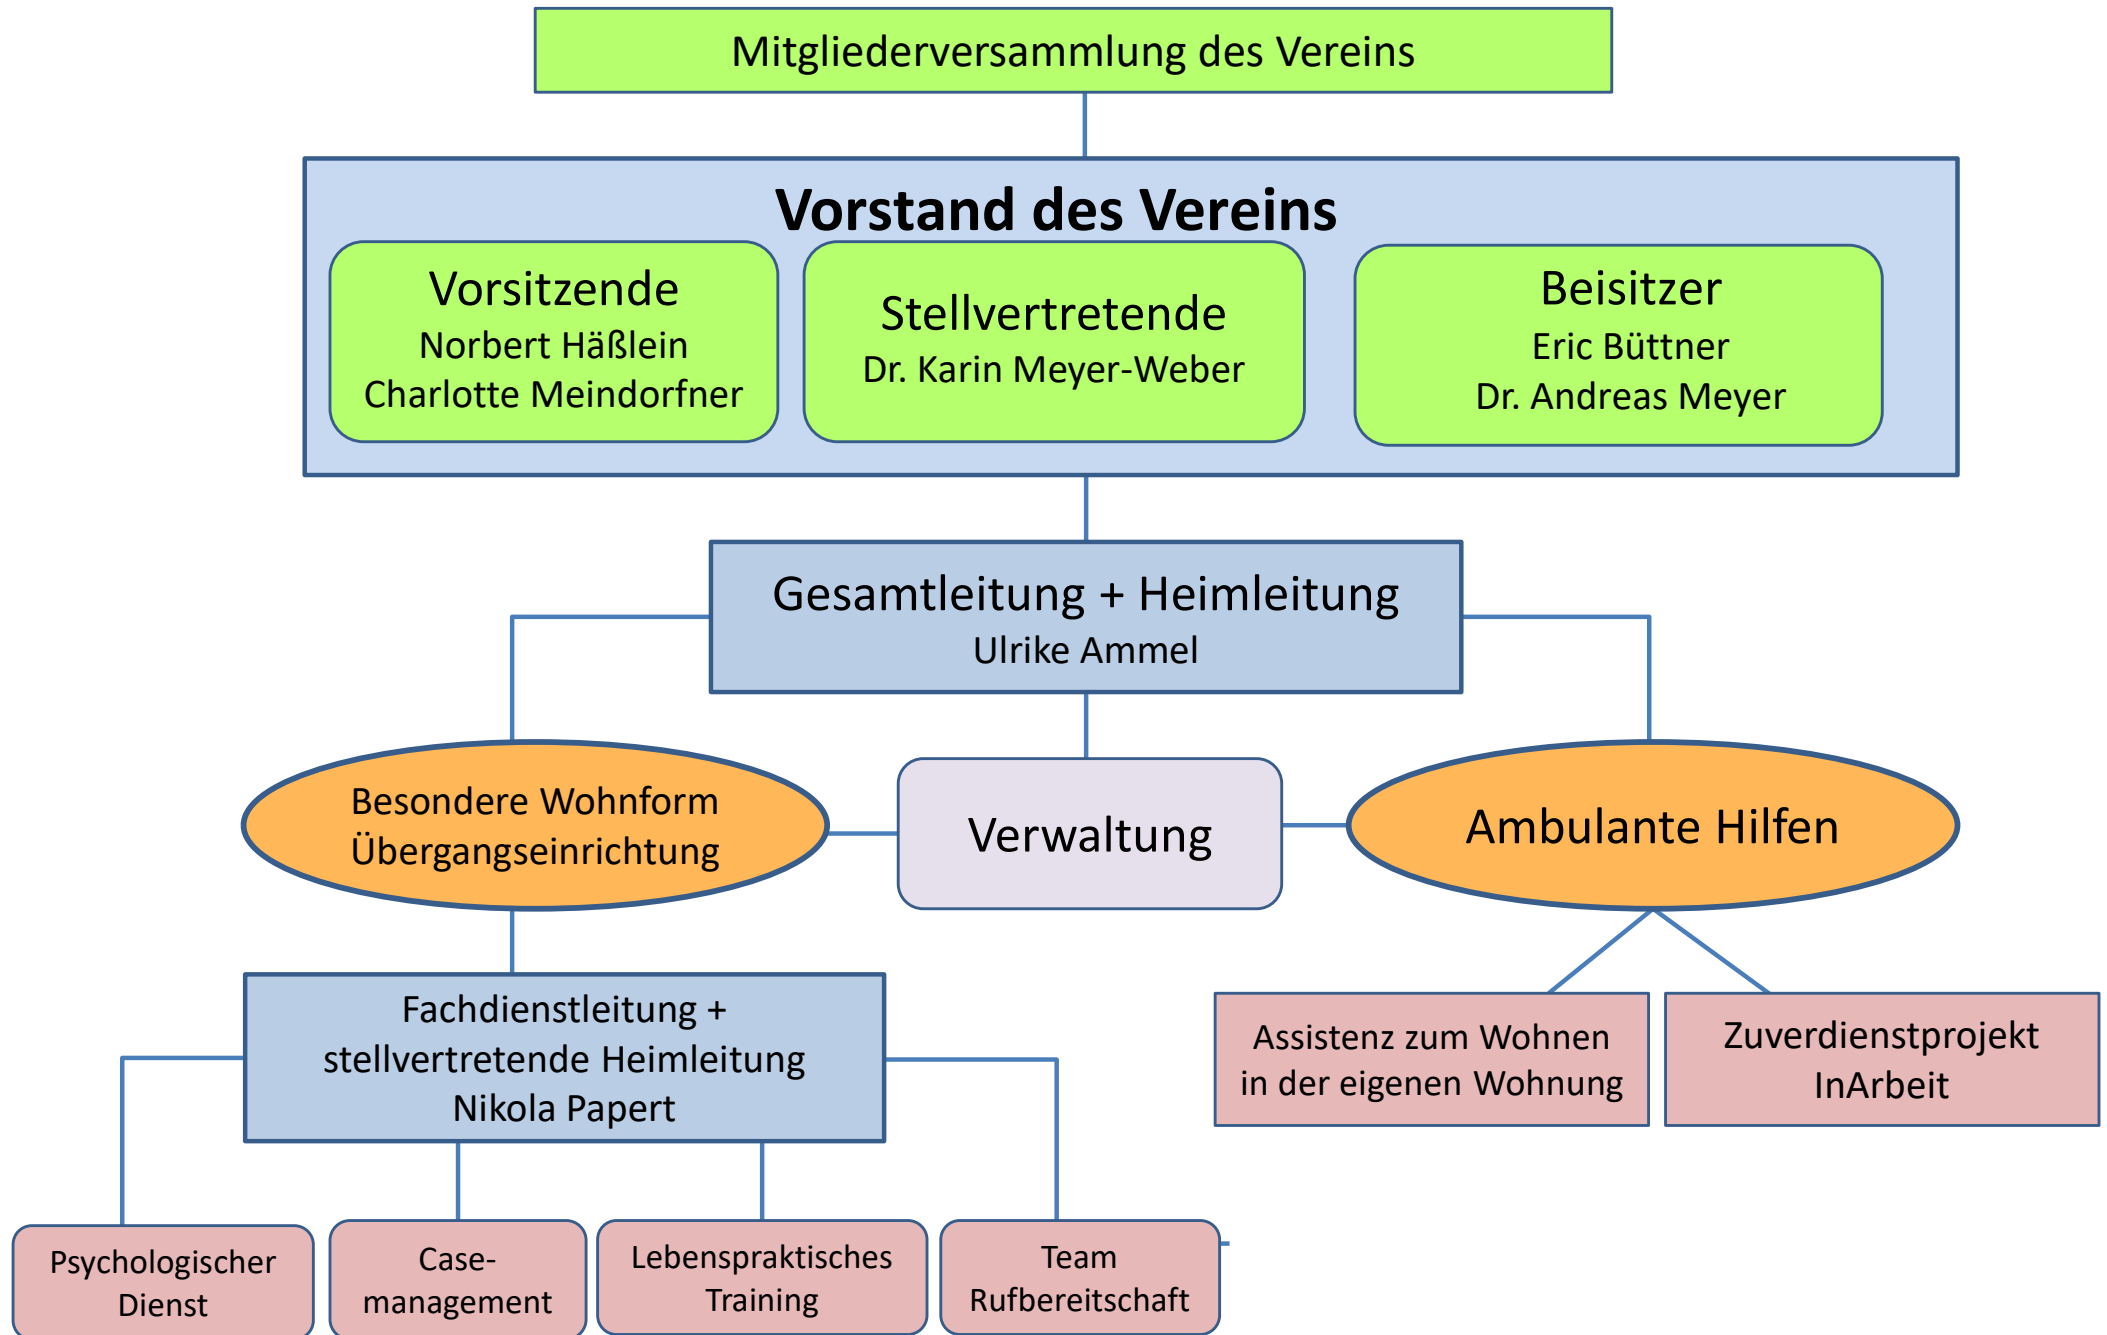 Mitgliederversammlung des Vereins
Vorstand des Vereins
Vorsitzende
Norbert Häßlein
Charlotte Meindorfner
Stellvertretende
Dr. Karin Meyer-Weber
Beisitzer
Eric Büttner
Dr. Andreas Meyer
Gesamtleitung + Heimleitung
Ulrike Ammel
Besondere Wohnform
Übergangseinrichtung
Verwaltung
Ambulante Hilfen
Fachdienstleitung +
stellvertretende Heimleitung
Nikola Papert
Assistenz zum Wohnen
in der eigenen Wohnung
Zuverdienstprojekt
InArbeit
Psychologischer
Dienst
Case-
management
Lebenspraktisches
Training
Team
Rufbereitschaft